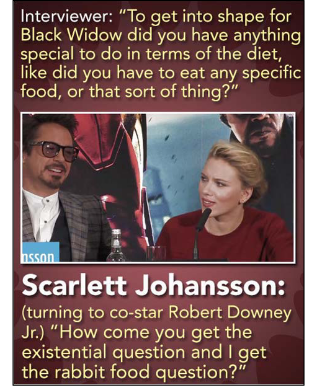 Interviewer: “To get into shape for
Black Widow did you have anything
special to do in terms of the diet,
like did you have to eat any specific
food, or that sort of thing?”
nsson
Scarlett Johansson:
(turning to co-star Robert Downey
Jr.) “How come you get the
existential question and I get
the rabbit food question?”